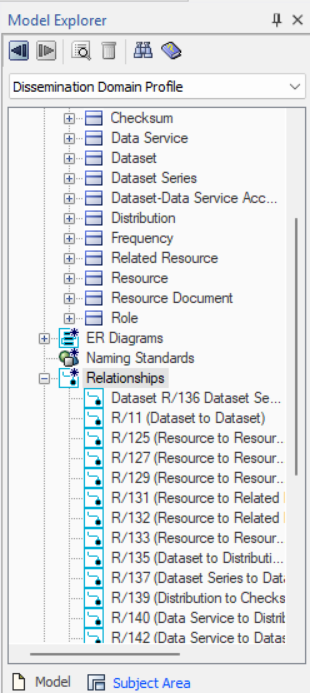 Model Explorer
Dissemination Domain Profile
Checksum
Data Service
Dataset
Dataset Series
Dataset-Data Service Acc...
Distribution
Frequency
Related Resource
Resource
Resource Document
Role
ER Diagrams
Naming Standards
Relationships
Dataset R/136 Dataset Se...
R/11 (Dataset to Dataset)
R/125 (Resource to Resour...
R/127 (Resource to Resour...
R/129 (Resource to Resour...
R/131 (Resource to Related
R/132 (Resource to Related
R/133 (Resource to Resour...
R/135 (Dataset to Distributi...
R/137 (Dataset Series to Data
R/139 (Distribution to Checks
R/140 (Data Service to Distrib
R/142 (Data Service to Datas
Model Subject Area